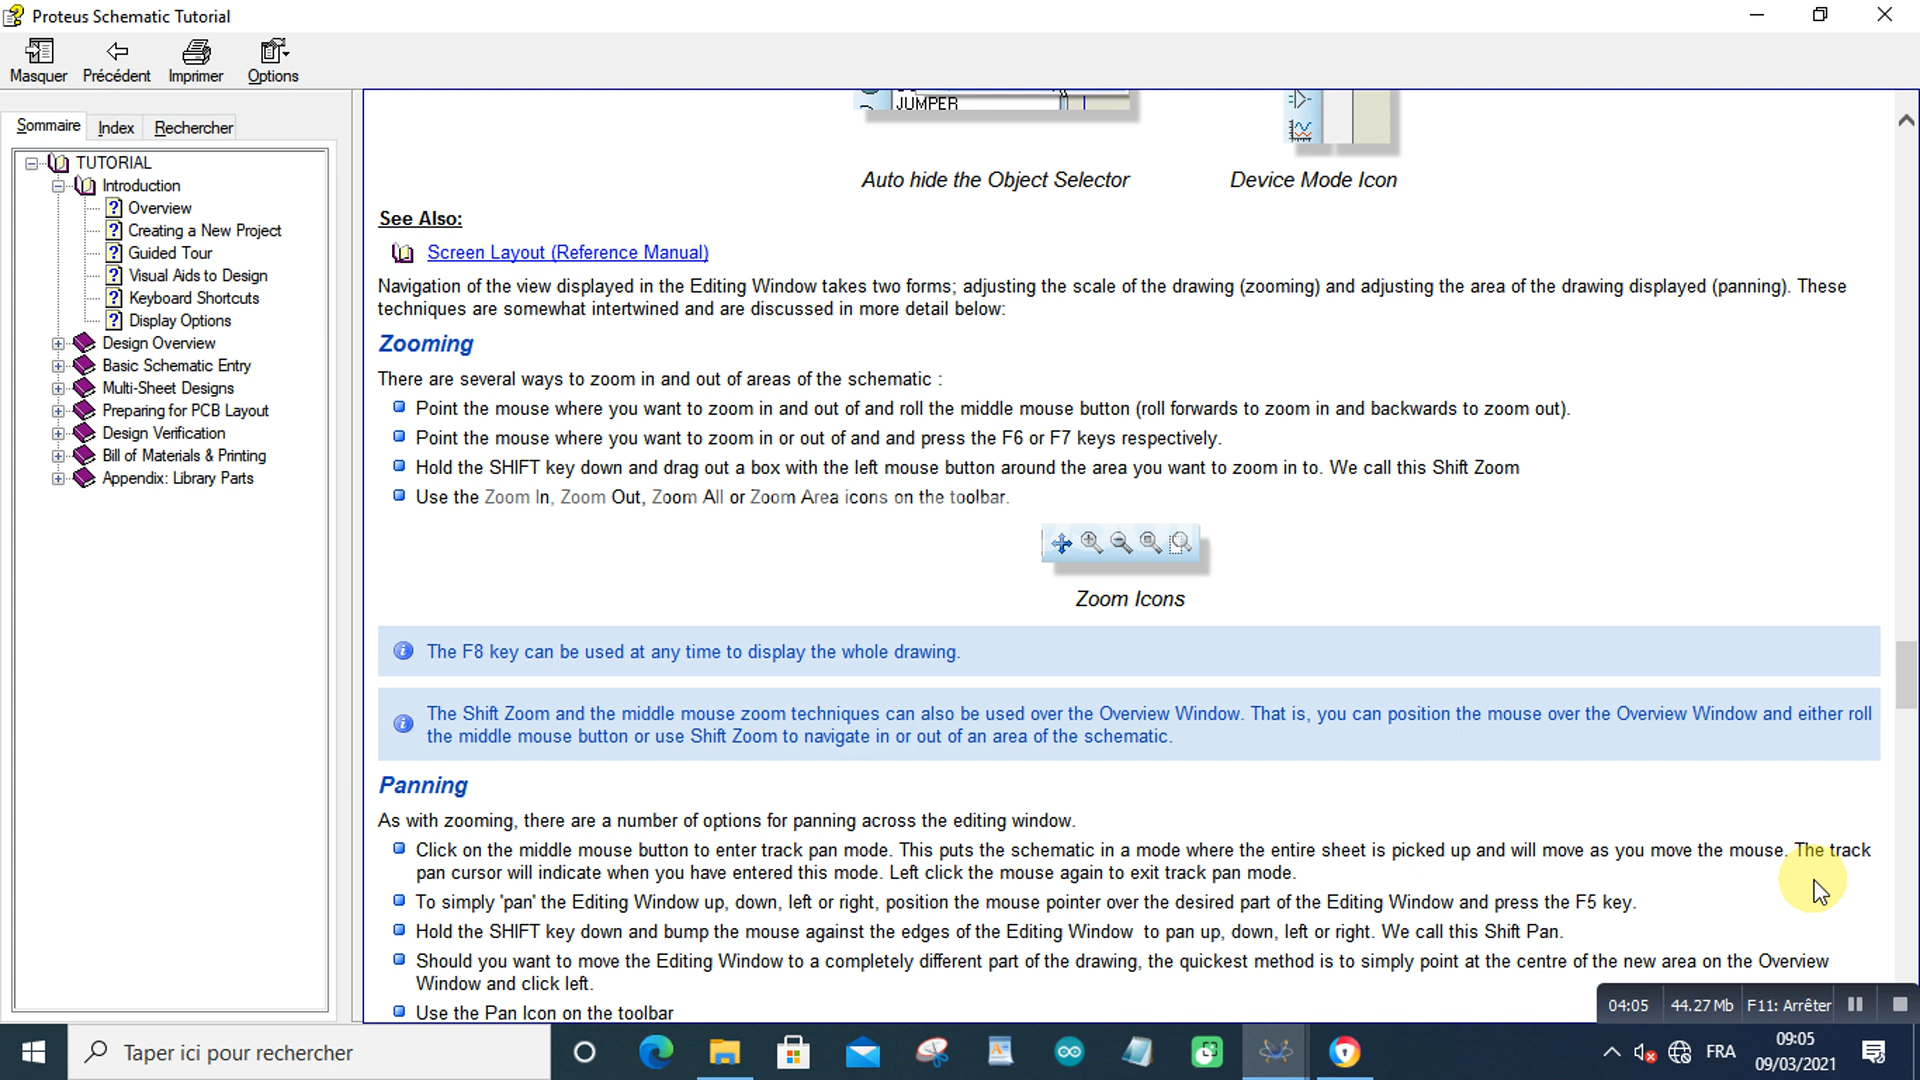 Proteus Schematic Tutorial
Masquer Précédent Imprimer Options
Sommaire Index Rechercher
TUTORIAL
Introduction
Overview
Creating a New Project
Guided Tour
Visual Aids to Design
Keyboard Shortcuts
Display Options
Design Overview
Basic Schematic Entry
Multi-Sheet Designs
Preparing for PCB Layout
Design Verification
Bill of Materials & Printing
Appendix: Library Parts
JUMPER
Auto hide the Object Selector Device Mode Icon
See Also:
Screen Layout (Reference Manual)
Navigation of the view displayed in the Editing Window takes two forms; adjusting the scale of the drawing (zooming) and adjusting the area of the drawing displayed (panning). These
techniques are somewhat intertwined and are discussed in more detail below:
Zooming
There are several ways to zoom in and out of areas of the schematic :
Point the mouse where you want to zoom in and out of and roll the middle mouse button (roll forwards to zoom in and backwards to zoom out).
Point the mouse where you want to zoom in or out of and and press the F6 or F7 keys respectively.
Hold the SHIFT key down and drag out a box with the left mouse button around the area you want to zoom in to. We call this Shift Zoom
Use the Zoom In, Zoom Out, Zoom All or Zoom Area icons on the toolbar.
Zoom Icons
The F8 key can be used at any time to display the whole drawing.
The Shift Zoom and the middle mouse zoom techniques can also be used over the Overview Window. That is, you can position the mouse over the Overview Window and either roll
the middle mouse button or use Shift Zoom to navigate in or out of an area of the schematic.
Panning
As with zooming, there are a number of options for panning across the editing window.
Click on the middle mouse button to enter track pan mode. This puts the schematic in a mode where the entire sheet is picked up and will move as you move the mouse. The track
pan cursor will indicate when you have entered this mode. Left click the mouse again to exit track pan mode.
To simply 'pan' the Editing Window up, down, left or right, position the mouse pointer over the desired part of the Editing Window and press the F5 key.
Hold the SHIFT key down and bump the mouse against the edges of the Editing Window to pan up, down, left or right. We call this Shift Pan.
Should you want to move the Editing Window to a completely different part of the drawing, the quickest method is to simply point at the centre of the new area on the Overview
Window and click left.
Use the Pan Icon on the toolbar
04:05 44.27 Mb F11: Arrêter
Taper ici pour rechercher
FRA
09:05
09/03/2021